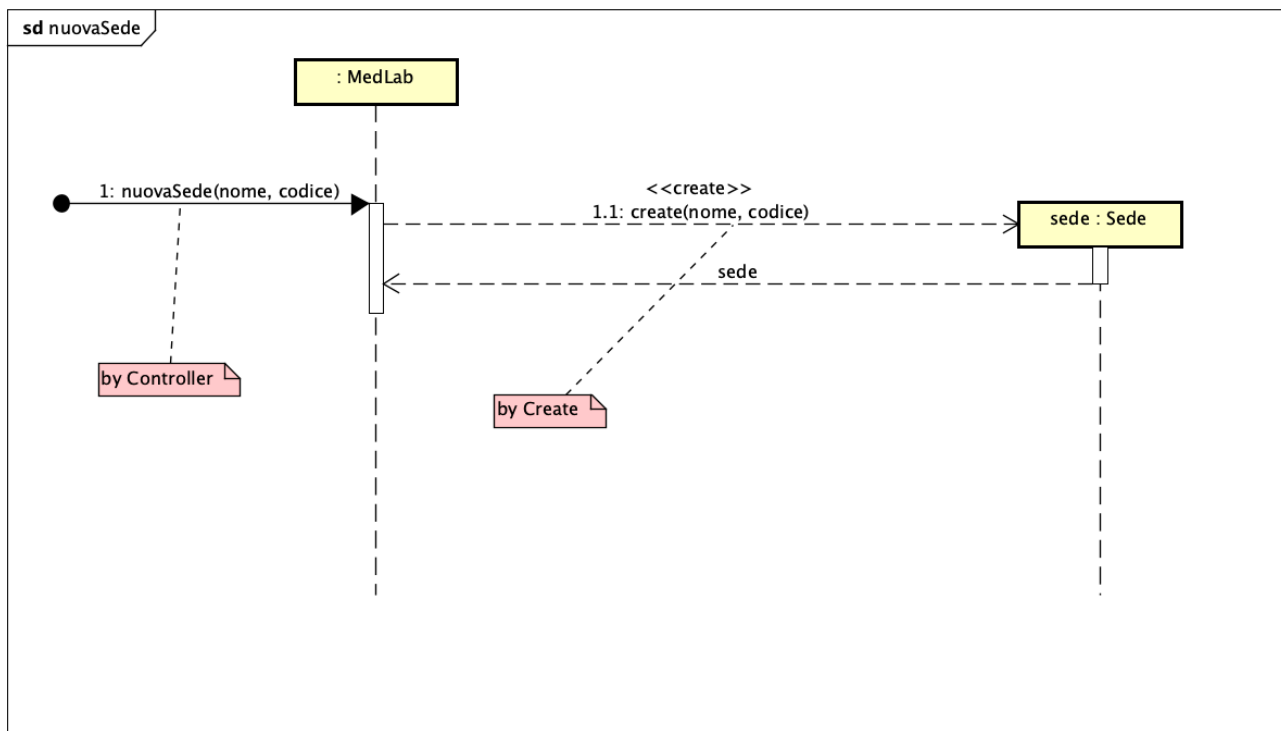 sd nuovaSede
: MedLab
1: nuovaSede(nome, codice)
<<create>>
1.1: create(nome, codice)
sede : Sede
sede
by Controller
by Create